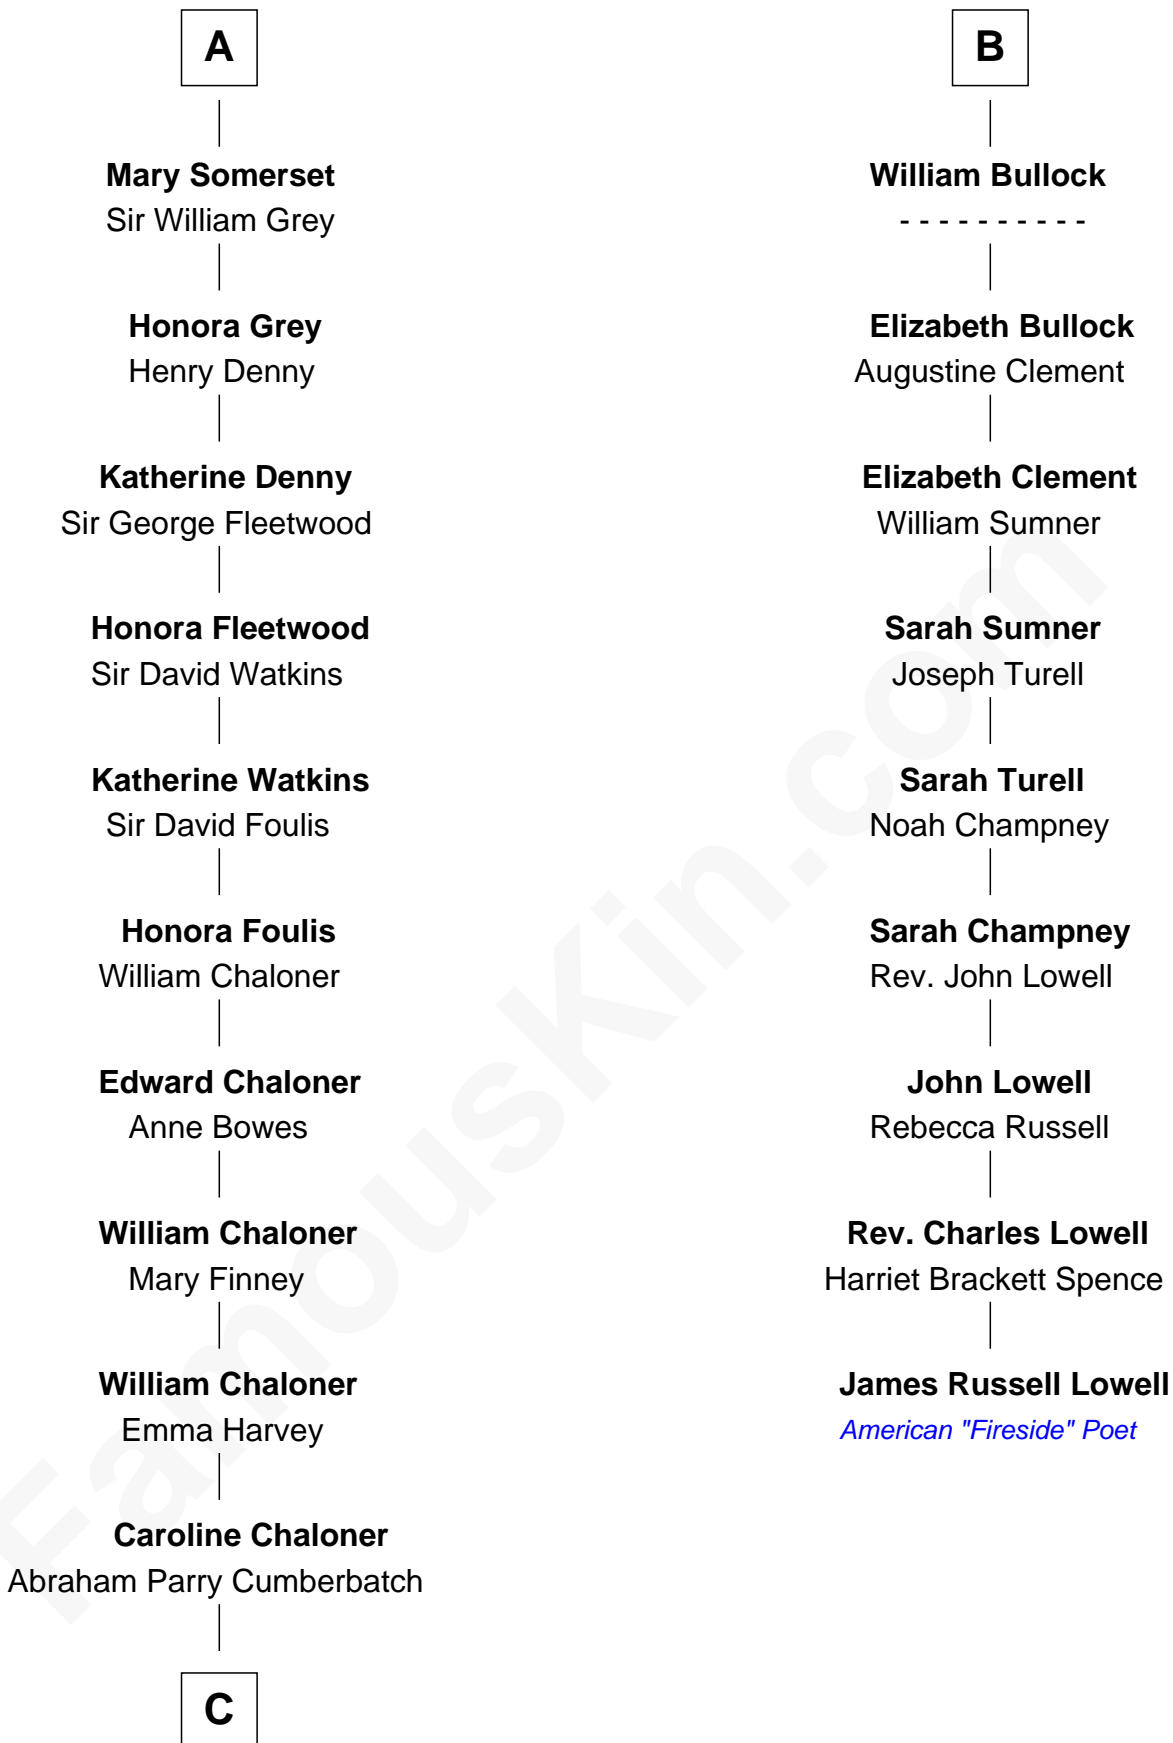 A
Mary Somerset
Sir William Grey
Honora Grey
Henry Denny
Katherine Denny
Sir George Fleetwood
Honora Fleetwood
Sir David Watkins
Katherine Watkins
Sir David Foulis
Honora Foulis
William Chaloner
Edward Chaloner
Anne Bowes
William Chaloner
Mary Finney
William Chaloner
Emma Harvey
Caroline Chaloner
Abraham Parry Cumberbatch
C
B
William Bullock
- - - - - - - - - -
Elizabeth Bullock
Augustine Clement
Elizabeth Clement
William Sumner
Sarah Sumner
Joseph Turell
Sarah Turell
Noah Champney
Sarah Champney
Rev. John Lowell
John Lowell
Rebecca Russell
Rev. Charles Lowell
Harriet Brackett Spence
James Russell Lowell
American "Fireside" Poet
FamousKin.com